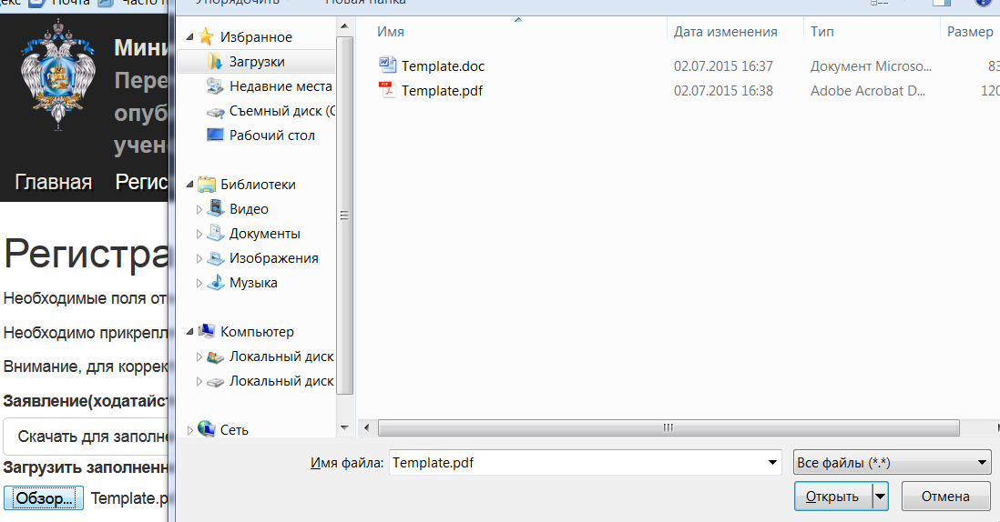 Почта
Часто п
Упорядочить
Новая папка
Мини
Пере
опуб
учен
Главная Регис
Регистра
Необходимые поля от
Необходимо прикрепл
Внимание, для коррек
Заявление(ходатайст
Скачать для заполне
Загрузить заполненн
Обзор... Template.p
Избранное
Загрузки
Недавние места
Съемный диск (
Рабочий стол
Библиотеки
Видео
Документы
Изображения
Музыка
Компьютер
Локальный диск
Локальный диск
Сеть
Имя Дата изменения Тип Размер
Template.doc 02.07.2015 16:37 Документ Microso... 83
Template.pdf 02.07.2015 16:38 Adobe Acrobat D... 120
Имя файла: Template.pdf Все файлы (*.*)
Открыть Отмена